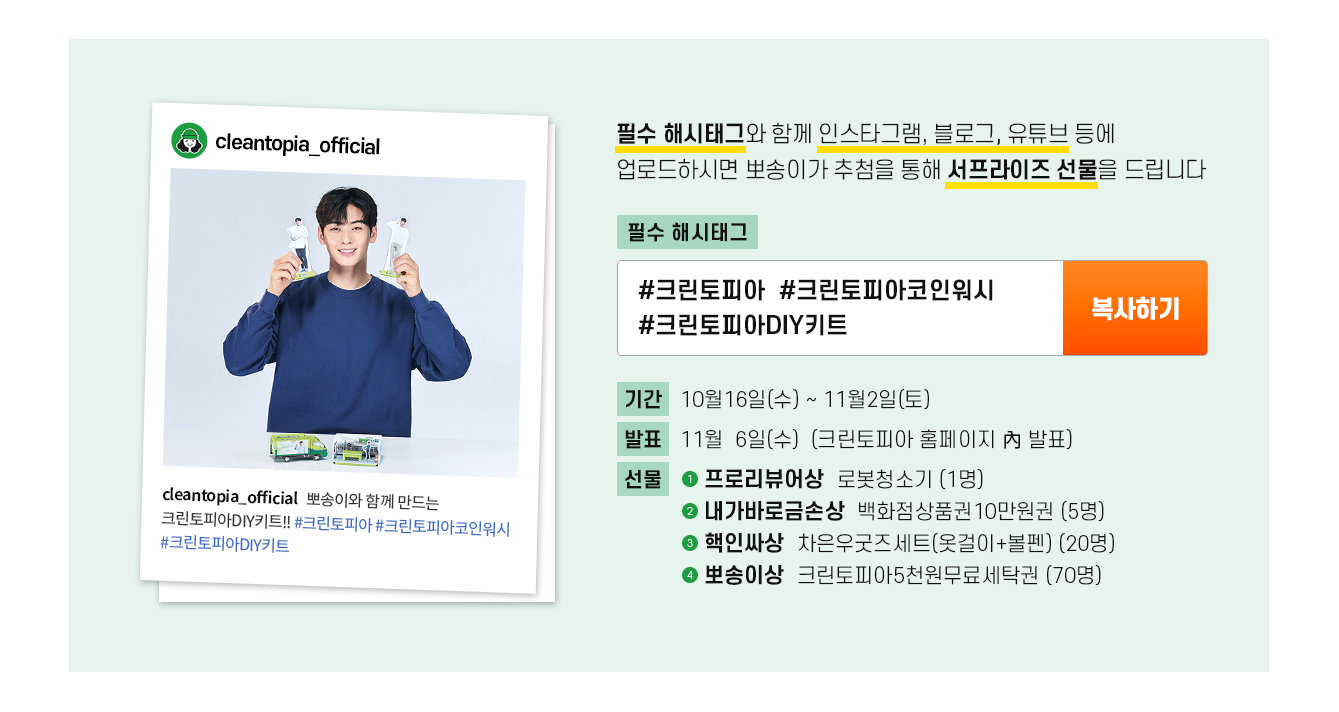 cleantopia_official
cleantopia_official 뽀송이와 함께 만드는
크린토피아DIY키트!! #크린토피아 #크린토피아코인워시
#크린토피아DIY키트
필수 해시태그와 함께 인스타그램, 블로그, 유튜브 등에
업로드하시면 뽀송이가 추첨을 통해 서프라이즈 선물을 드립니다
필수 해시태그
#크린토피아 #크린토피아코인워시
#크린토피아DIY키트
복사하기
기간 10월16일(수) ~ 11월2일(토)
발표 11월 6일(수) (크린토피아 홈페이지 內 발표)
선물 1 프로리뷰어상 로봇청소기 (1명)
2 내가바로금손상 백화점상품권10만원권 (5명)
3 핵인싸상 차은우굿즈세트(옷걸이+볼펜) (20명)
4 뽀송이상 크린토피아5천원무료세탁권 (70명)